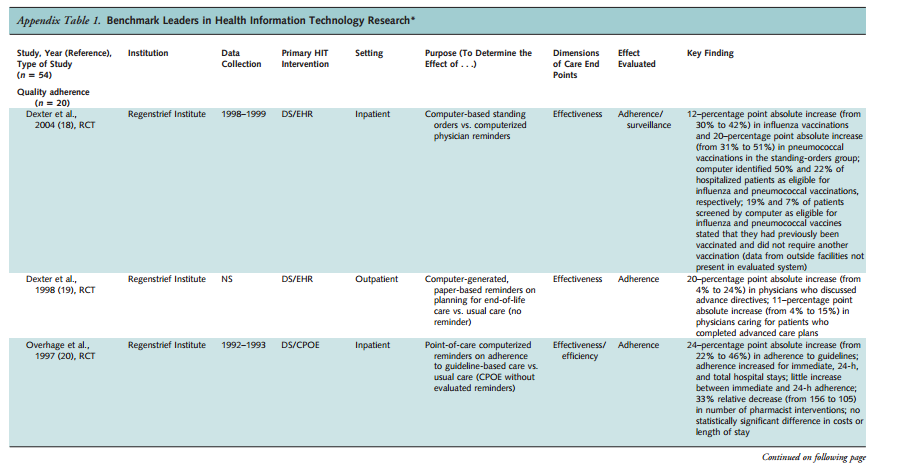 Appendix Table 1. Benchmark Leaders in Health Information Technology Research*
Study, Year (Reference),
Type of Study
(n = 54)
Institution
Data
Collection
Primary HIT
Intervention
Setting
Purpose (To Determine the
Effect of . . .)
Dimensions
of Care End
Points
Effect
Evaluated
Key Finding
Quality adherence
(n = 20)
Dexter et al.,
2004 (18), RCT
Regenstrief Institute
1998–1999
DS/EHR
Inpatient
Computer-based standing
orders vs. computerized
physician reminders
Effectiveness
Adherence/
surveillance
12–percentage point absolute increase (from
30% to 42%) in influenza vaccinations
and 20–percentage point absolute increase
(from 31% to 51%) in pneumococcal
vaccinations in the standing-orders group;
computer identified 50% and 22% of
hospitalized patients as eligible for
influenza and pneumococcal vaccinations,
respectively; 19% and 7% of patients
screened by computer as eligible for
influenza and pneumococcal vaccines
stated that they had previously been
vaccinated and did not require another
vaccination (data from outside facilities not
present in evaluated system)
Dexter et al.,
1998 (19), RCT
Regenstrief Institute
NS
DS/EHR
Outpatient
Computer-generated,
paper-based reminders on
planning for end-of-life
care vs. usual care (no
reminder)
Effectiveness
Adherence
20–percentage point absolute increase (from
4% to 24%) in physicians who discussed
advance directives; 11–percentage point
absolute increase (from 4% to 15%) in
physicians caring for patients who
completed advanced care plans
Overhage et al.,
1997 (20), RCT
Regenstrief Institute
1992–1993
DS/CPOE
Inpatient
Point-of-care computerized
reminders on adherence
to guideline-based care vs.
usual care (CPOE without
evaluated reminders)
Effectiveness/
efficiency
Adherence
24–percentage point absolute increase (from
22% to 46%) in adherence to guidelines;
adherence increased for immediate, 24-h,
and total hospital stays; little increase
between immediate and 24-h adherence;
33% relative decrease (from 156 to 105)
in number of pharmacist interventions; no
statistically significant difference in costs or
length of stay
Continued on following page